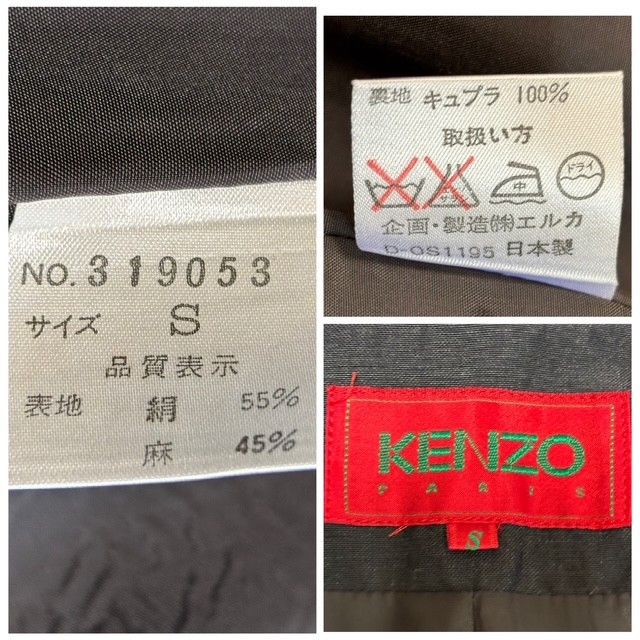 NO.319053
サイズ S
品質表示
表地 絹 55%
麻 45%
裏地 キュプラ 100%
取扱い方
中 ドライ
企画・製造㈱エルカ
D-OS1195 日本製
KENZO
PARIS
S